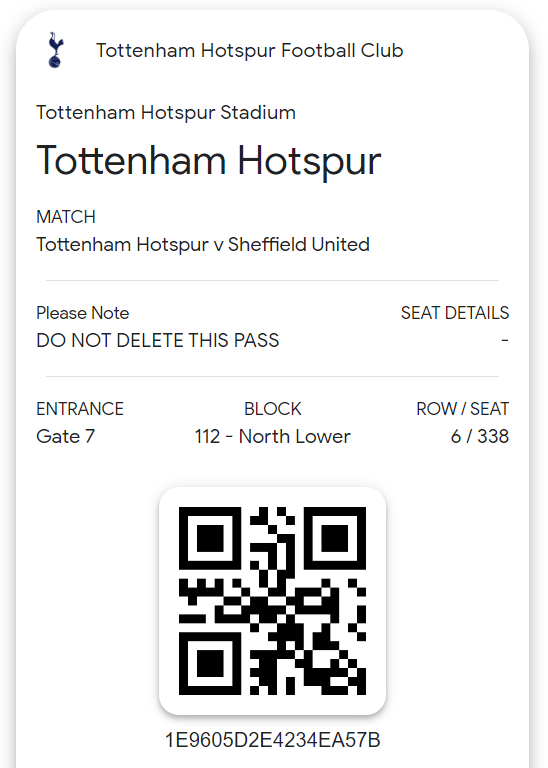 Tottenham Hotspur Football Club
Tottenham Hotspur Stadium
Tottenham Hotspur
MATCH
Tottenham Hotspur v Sheffield United
Please Note SEAT DETAILS
DO NOT DELETE THIS PASS -
ENTRANCE BLOCK ROW / SEAT
Gate 7 112 - North Lower 6 / 338
1E9605D2E4234EA57B